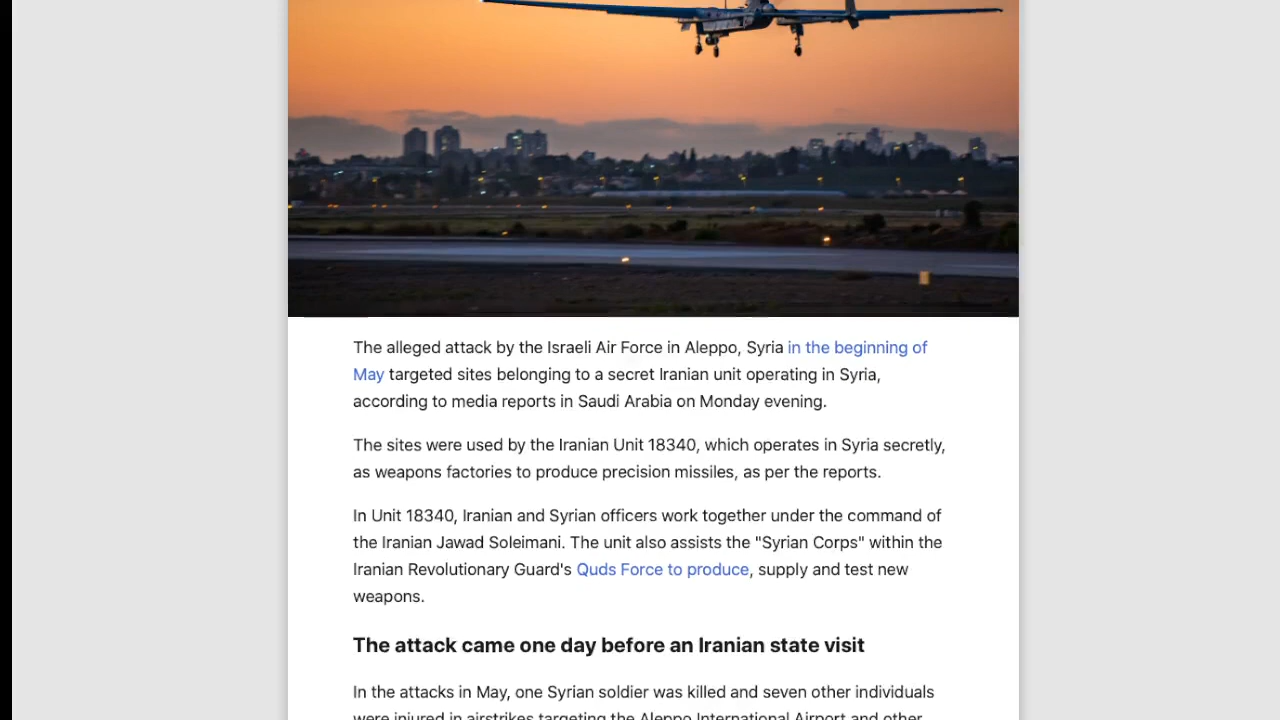 The alleged attack by the Israeli Air Force in Aleppo, Syria in the beginning of
May targeted sites belonging to a secret Iranian unit operating in Syria,
according to media reports in Saudi Arabia on Monday evening.
The sites were used by the Iranian Unit 18340, which operates in Syria secretly,
as weapons factories to produce precision missiles, as per the reports.
In Unit 18340, Iranian and Syrian officers work together under the command of
the Iranian Jawad Soleimani. The unit also assists the "Syrian Corps" within the
Iranian Revolutionary Guard's Quds Force to produce, supply and test new
weapons.
The attack came one day before an Iranian state visit
In the attacks in May, one Syrian soldier was killed and seven other individuals
were injured in airstrikes targeting the Aleppo International Airport and other